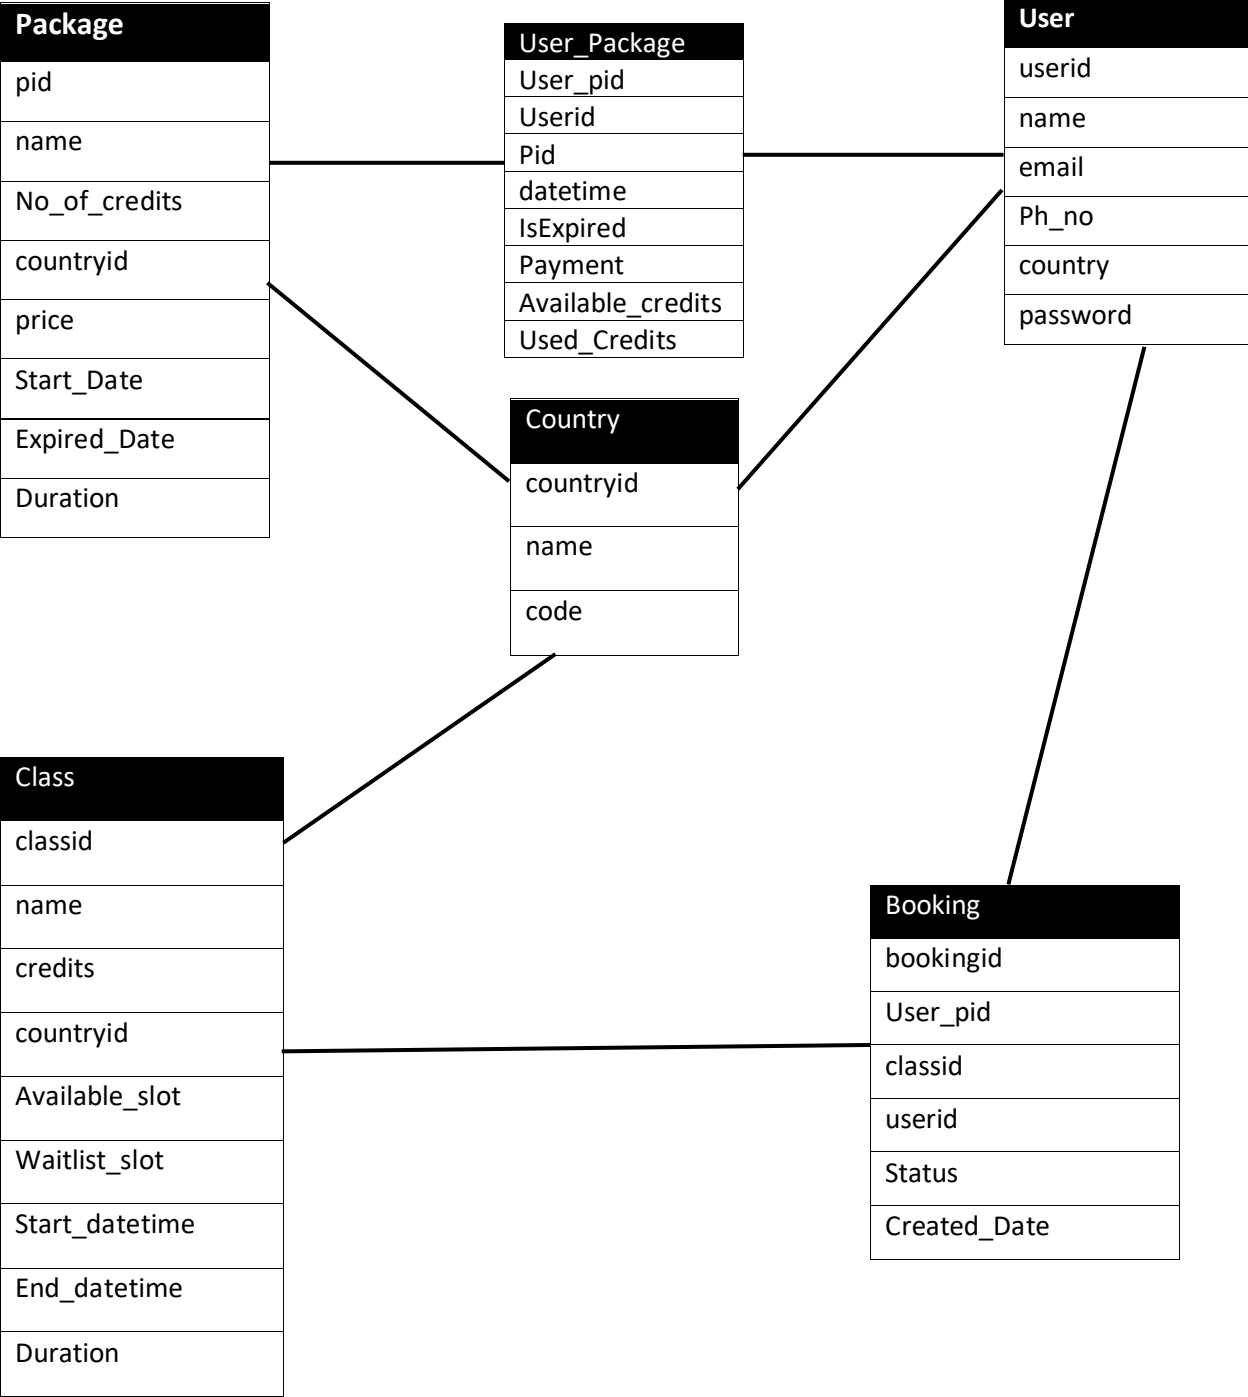 Package
pid
name
No_of_credits
countryid
price
Start_Date
Expired_Date
Duration
User_Package
User_pid
Userid
Pid
datetime
IsExpired
Payment
Available_credits
Used_Credits
User
userid
name
email
Ph_no
country
password
Country
countryid
name
code
Class
classid
name
credits
countryid
Available_slot
Waitlist_slot
Start_datetime
End_datetime
Duration
Booking
bookingid
User_pid
classid
userid
Status
Created_Date